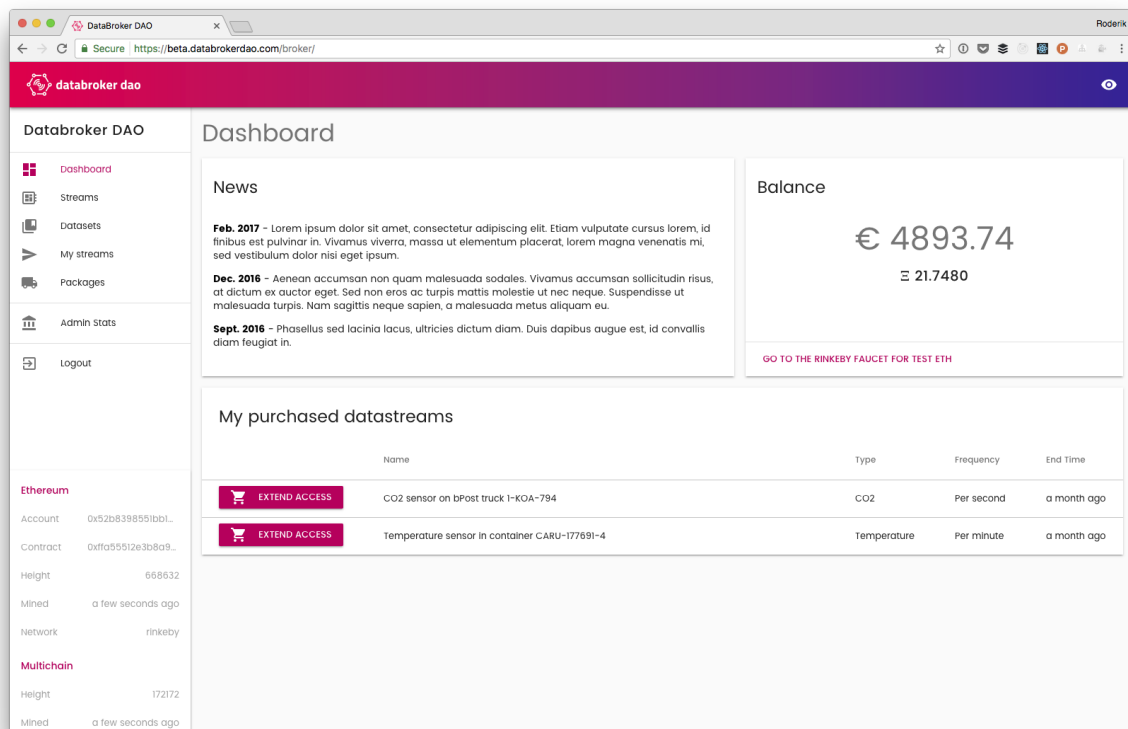 DataBroker DAO
Roderik
Secure https://beta.databrokerdao.com/broker/
databroker dao
Databroker DAO
Dashboard
Streams
Datasets
My streams
Packages
Admin Stats
Logout
Ethereum
Account 0x52b8398551bb1...
Contract 0xffa55512e3b8a9...
Height 668632
Mined a few seconds ago
Network rinkeby
Multichain
Height 172172
Mined a few seconds ago
Dashboard
News
Feb. 2017 - Lorem ipsum dolor sit amet, consectetur adipiscing elit. Etiam vulputate cursus lorem, id
finibus est pulvinar in. Vivamus viverra, massa ut elementum placerat, lorem magna venenatis mi,
sed vestibulum dolor nisi eget ipsum.
Dec. 2016 - Aenean accumsan non quam malesuada sodales. Vivamus accumsan sollicitudin risus,
at dictum ex auctor eget. Sed non eros ac turpis mattis molestie ut nec neque. Suspendisse ut
malesuada turpis. Nam sagittis neque sapien, a malesuada metus aliquam eu.
Sept. 2016 - Phasellus sed lacinia lacus, ultricies dictum diam. Duis dapibus augue est, id convallis
diam feugiat in.
Balance
€ 4893.74
Ξ 21.7480
GO TO THE RINKEBY FAUCET FOR TEST ETH
My purchased datastreams
Name Type Frequency End Time
EXTEND ACCESS CO2 sensor on bPost truck 1-KOA-794 CO2 Per second a month ago
EXTEND ACCESS Temperature sensor in container CARU-177691-4 Temperature Per minute a month ago